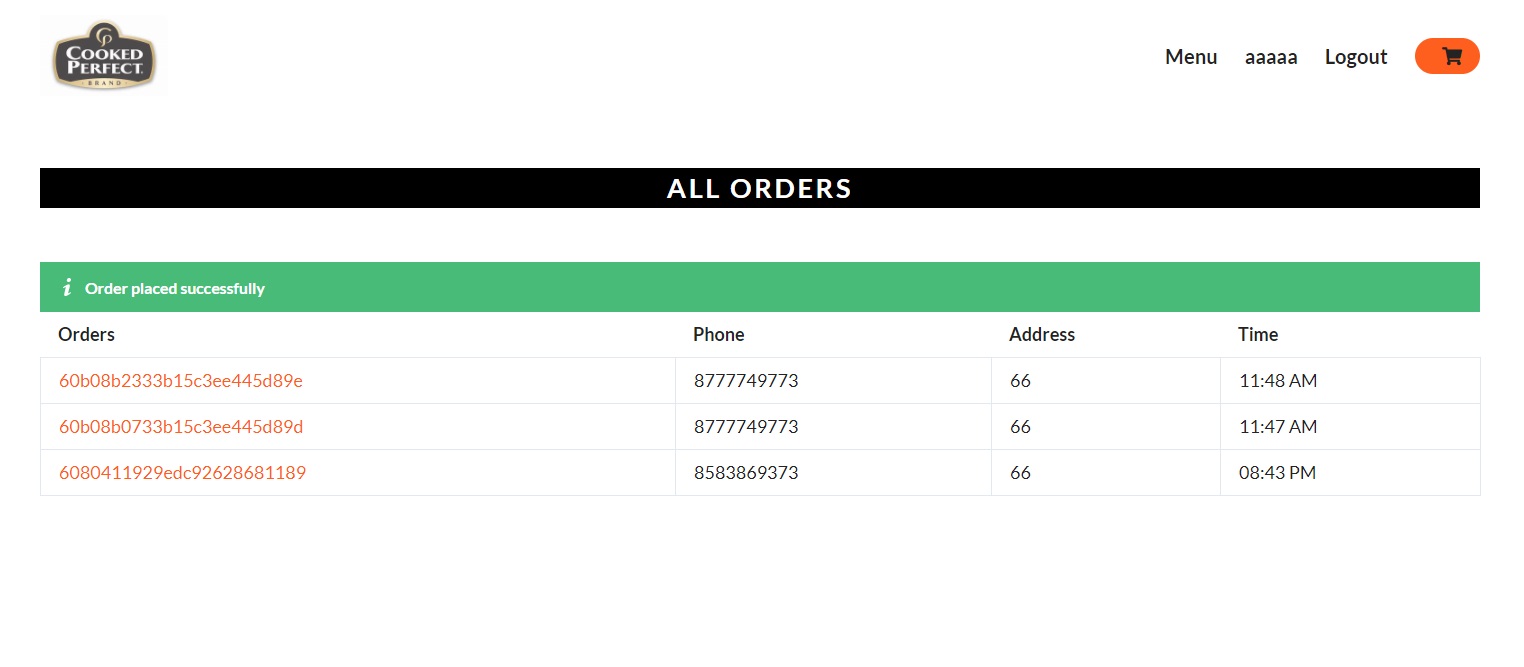 CP
COOKED
PERFECT
BRAND
Menu aaaaa Logout
ALL ORDERS
i Order placed successfully
Orders Phone Address Time
60b08b2333b15c3ee445d89e 8777749773 66 11:48 AM
60b08b0733b15c3ee445d89d 8777749773 66 11:47 AM
6080411929edc92628681189 8583869373 66 08:43 PM